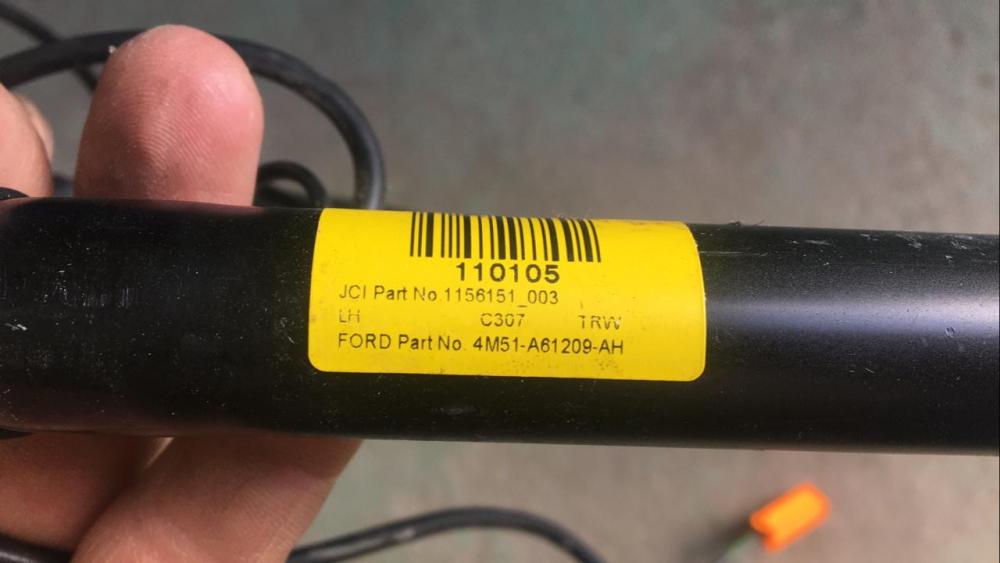 110105
JCI Part No.1156151_003
LH C307 TRW
FORD Part No. 4M51-A61209-AH